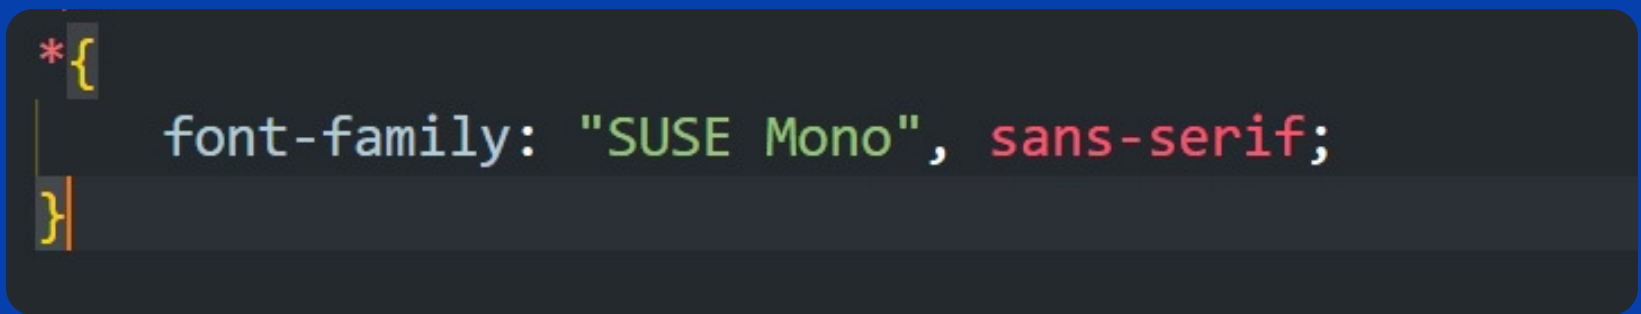 *{
font-family: "SUSE Mono", sans-serif;
}